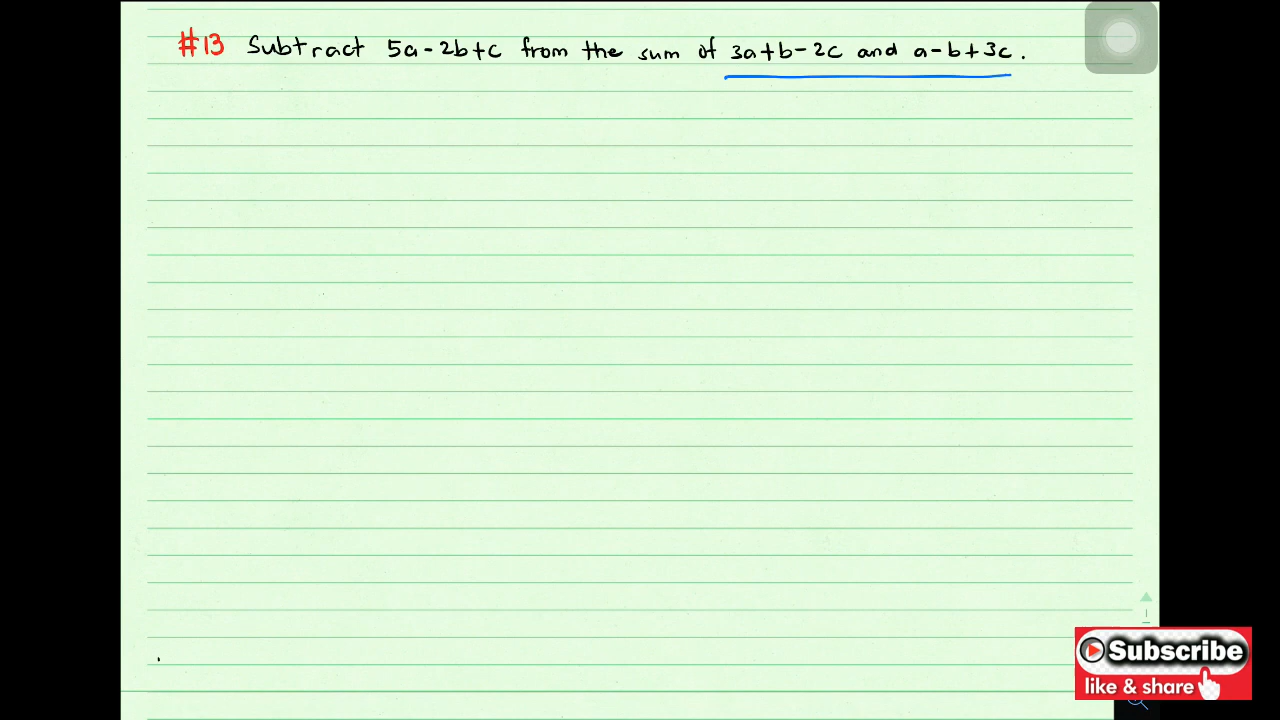 #13 Subtract 5a-2b+c from the sum of 3a+b-2c and a-b+3c.
Subscribe
like & share